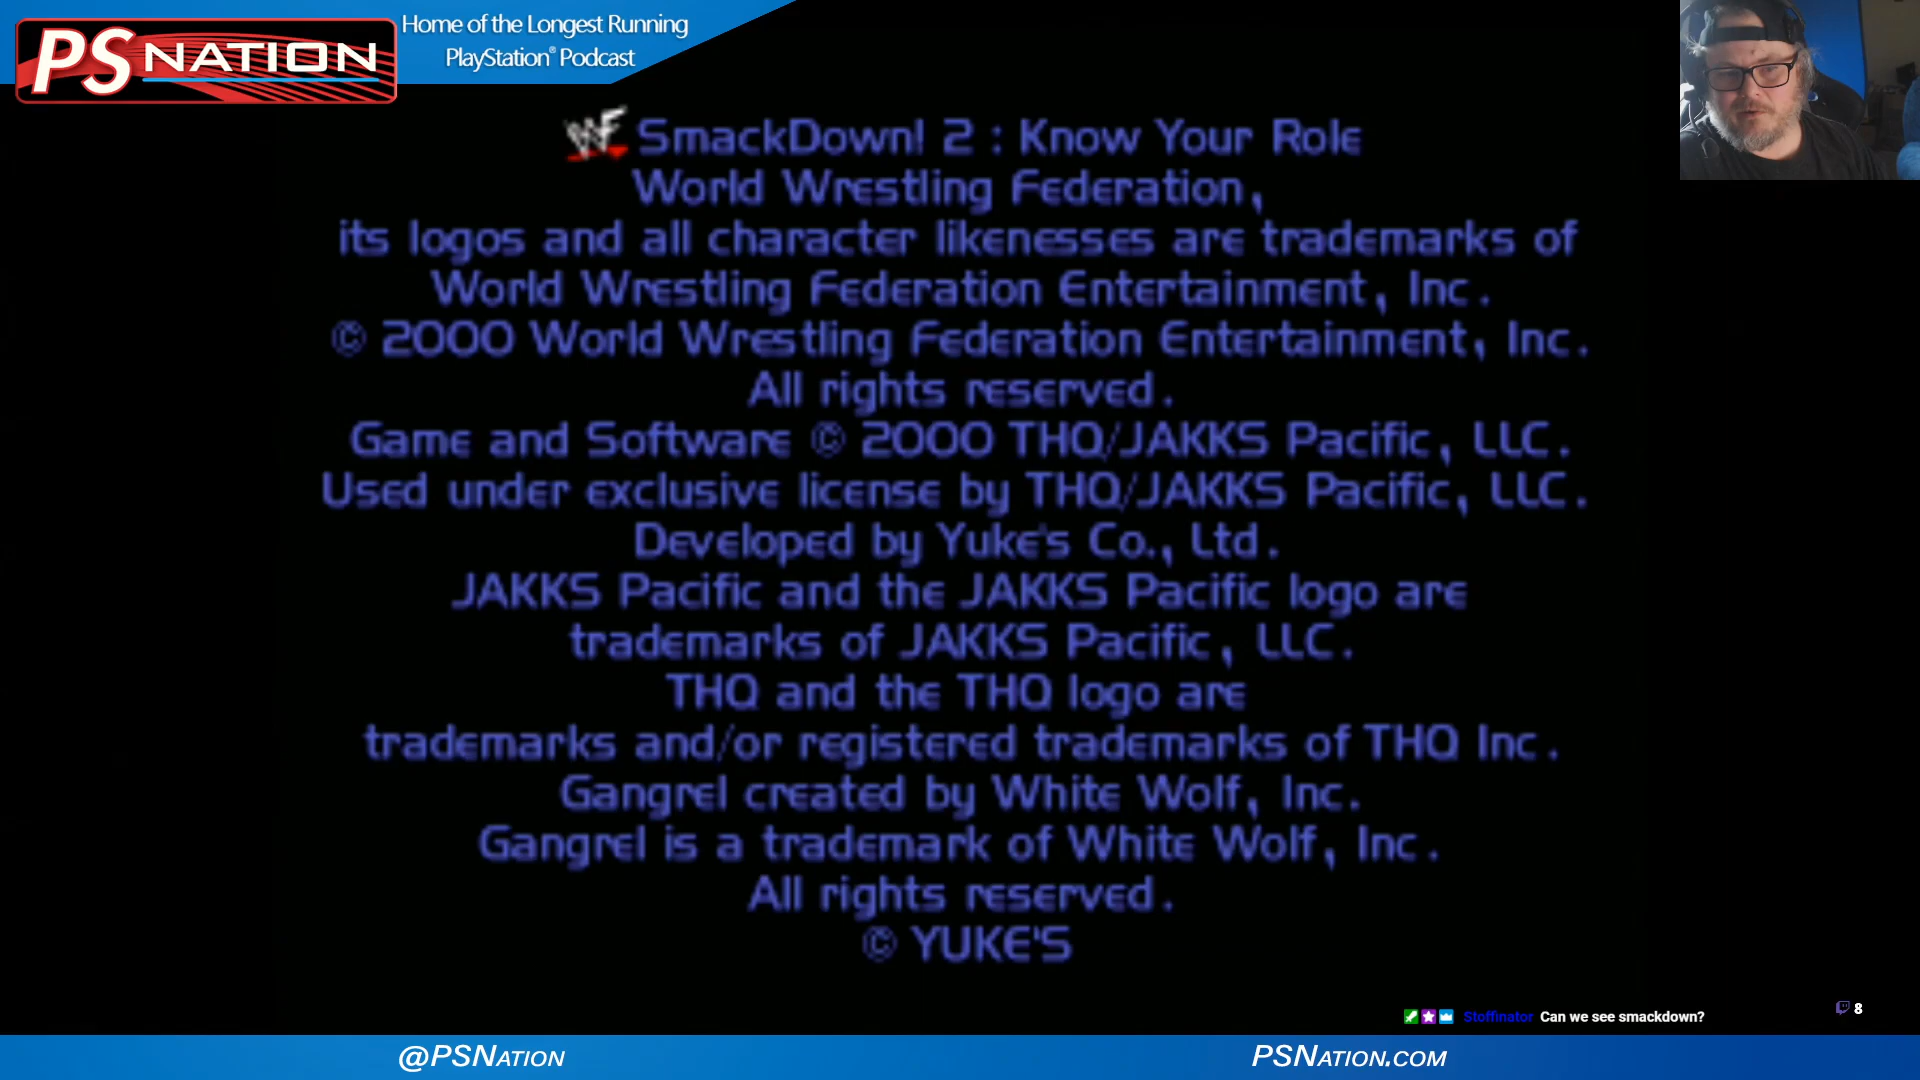 PS NATION
Home of the Longest Running
PlayStation® Podcast
WF SmackDown! 2 : Know Your Role
World Wrestling Federation,
its logos and all character likenesses are trademarks of
World Wrestling Federation Entertainment, Inc.
© 2000 World Wrestling Federation Entertainment, Inc.
All rights reserved.
Game and Software © 2000 THQ/JAKKS Pacific, LLC.
Used under exclusive license by THQ/JAKKS Pacific, LLC.
Developed by Yuke's Co., Ltd.
JAKKS Pacific and the JAKKS Pacific logo are
trademarks of JAKKS Pacific, LLC.
THQ and the THQ logo are
trademarks and/or registered trademarks of THQ Inc.
Gangrel created by White Wolf, Inc.
Gangrel is a trademark of White Wolf, Inc.
All rights reserved.
© YUKE'S
8
Stoffinator Can we see smackdown?
@PSNATION
PSNATION.COM